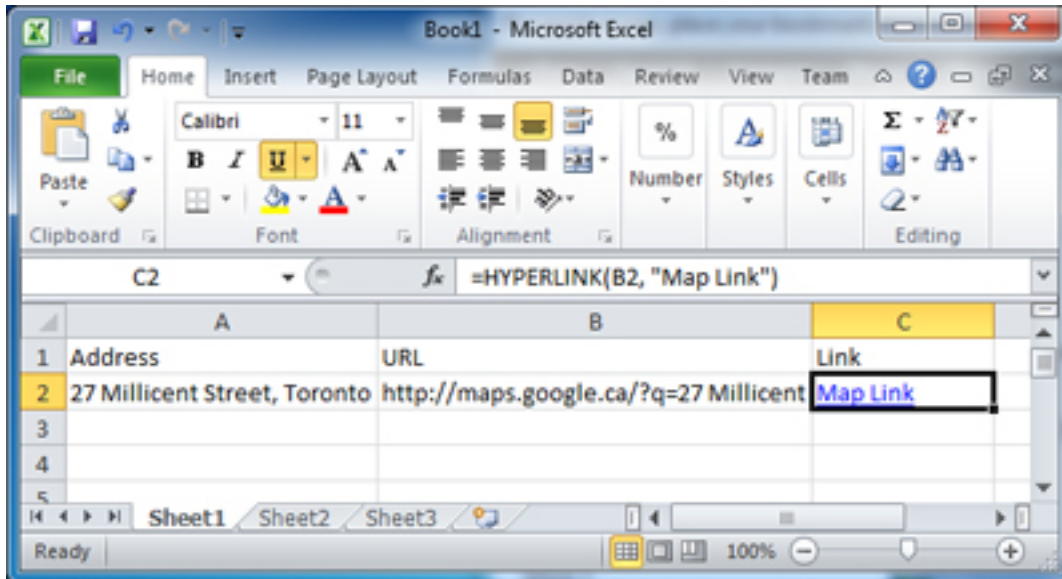 Book1 - Microsoft Excel
File Home Insert Page Layout Formulas Data Review View Team
Calibri 11
B I U A A
Paste
% Number Styles Cells
Σ
A
Clipboard Font Alignment Editing
C2 fx =HYPERLINK(B2, "Map Link")
A B C
1 Address URL Link
2 27 Millicent Street, Toronto http://maps.google.ca/?q=27 Millicent Map Link
3
4
5
Sheet1 Sheet2 Sheet3
Ready 100%